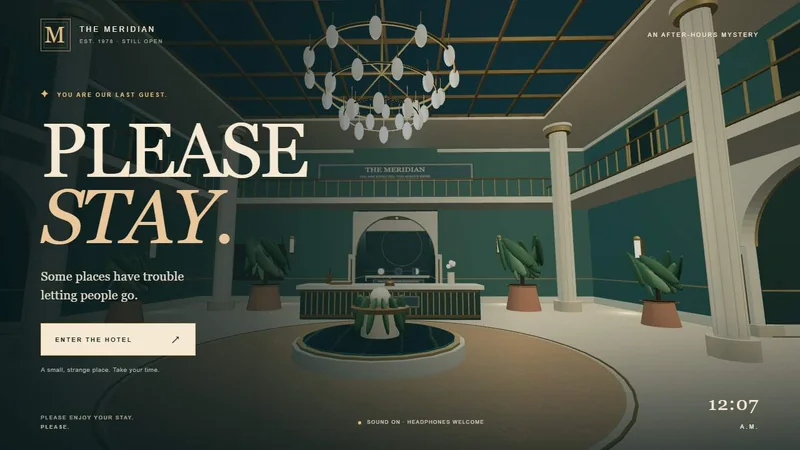 M
THE MERIDIAN
EST. 1978 · STILL OPEN
AN AFTER-HOURS MYSTERY
✦ YOU ARE OUR LAST GUEST.
PLEASE
STAY.
THE MERIDIAN
Some places have trouble
letting people go.
ENTER THE HOTEL ↗
A small, strange place. Take your time.
PLEASE ENJOY YOUR STAY.
PLEASE.
SOUND ON · HEADPHONES WELCOME
12:07
A.M.